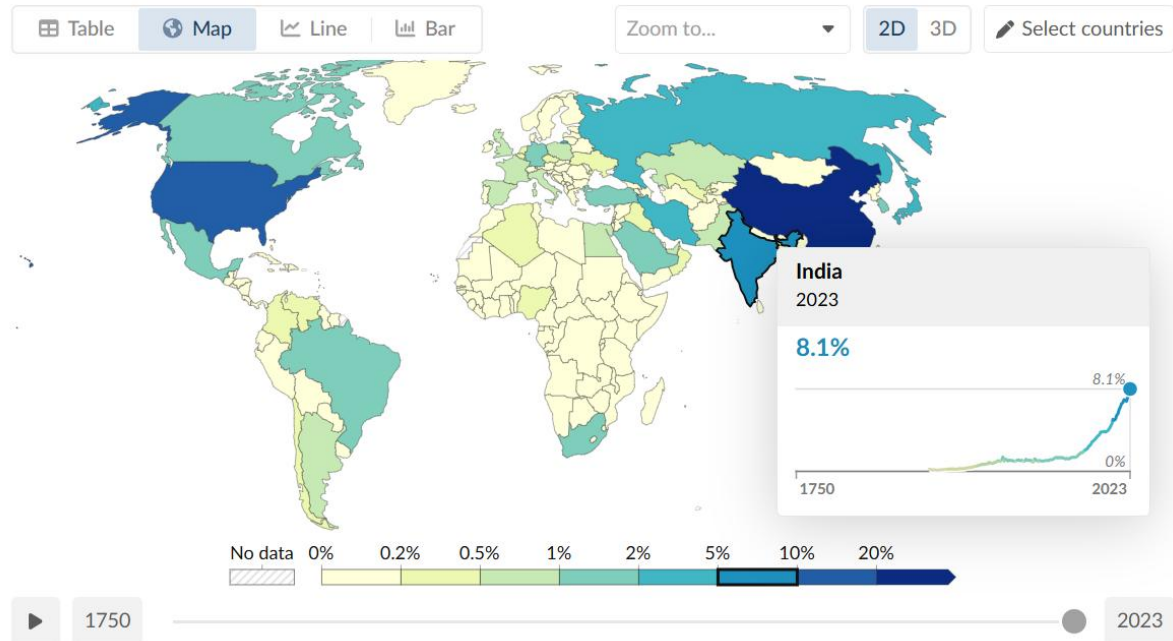 Table Map Line Bar Zoom to... 2D 3D Select countries
India
2023
8.1%
8.1%
0%
1750 2023
No data 0% 0.2% 0.5% 1% 2% 5% 10% 20%
1750 2023